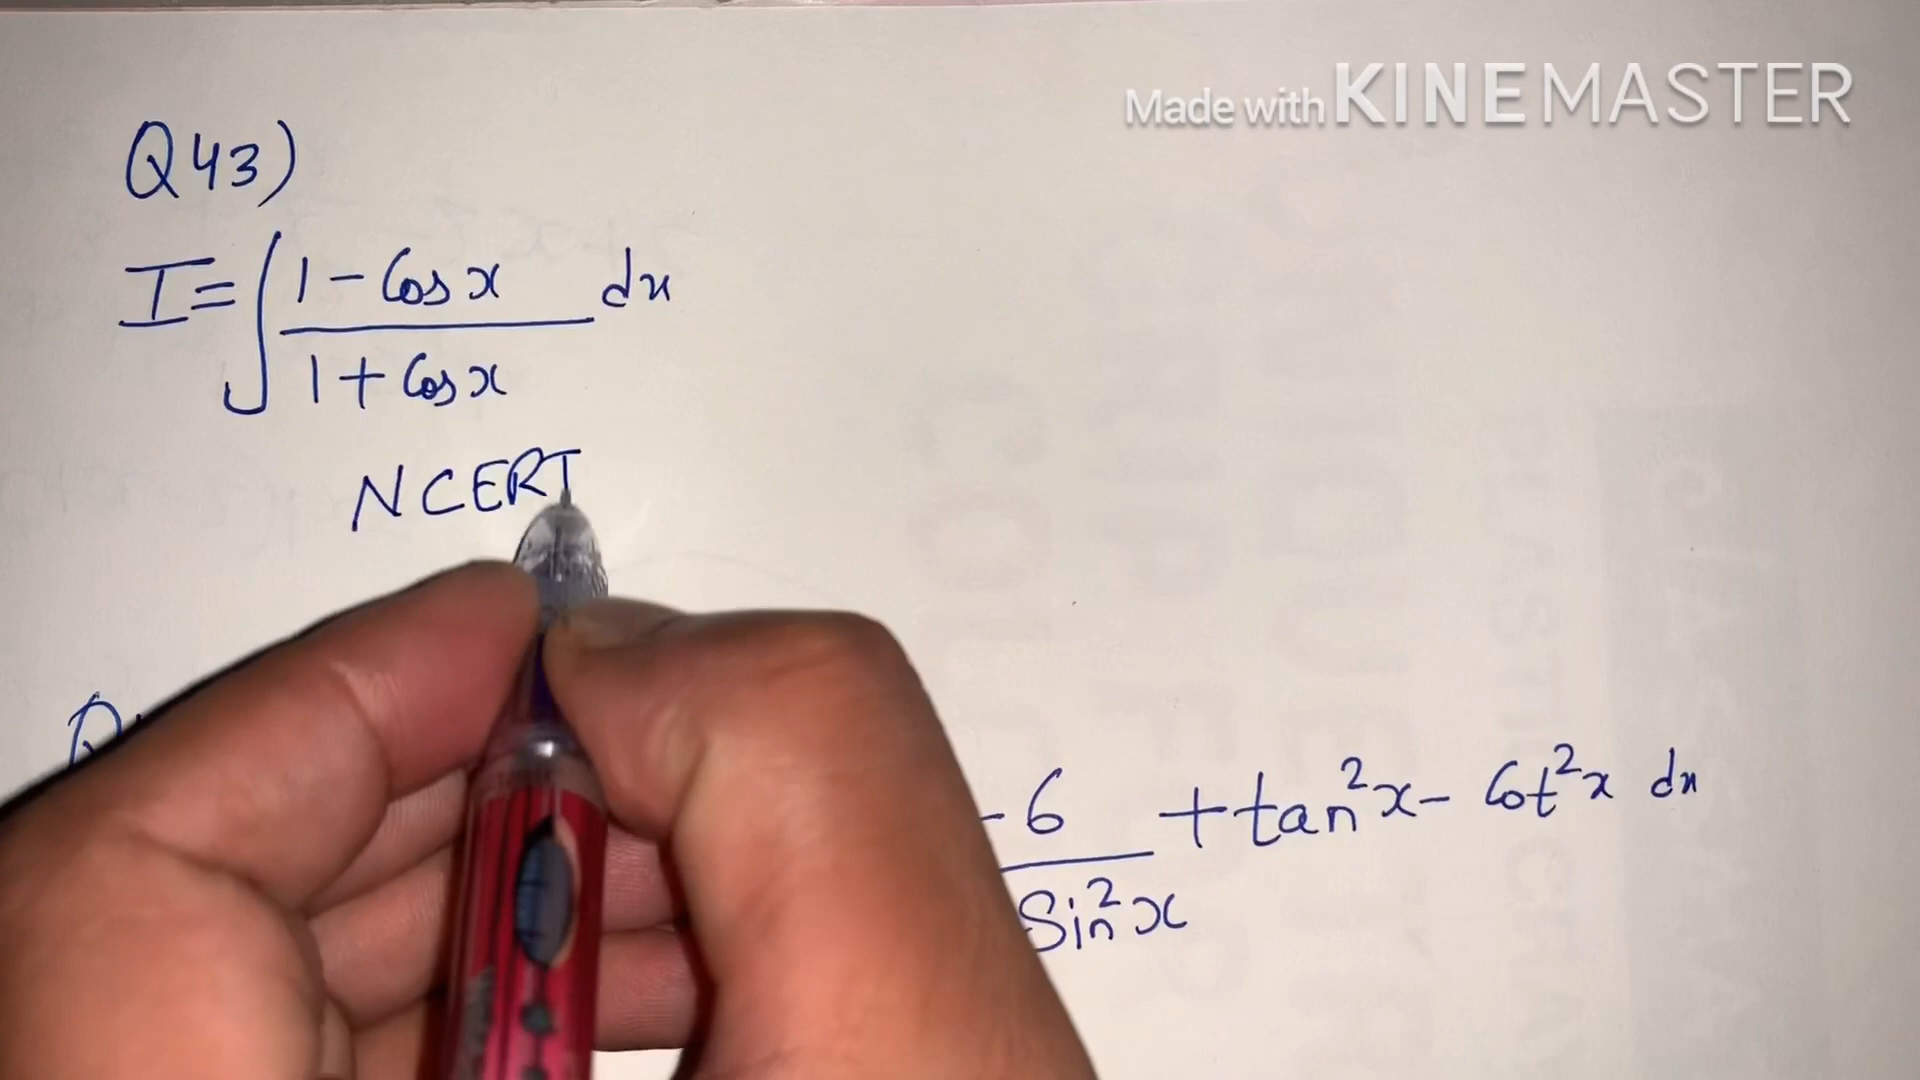 Made with KINEMASTER
Q43)
I = ∫ 1 - Cos x / 1 + Cos x dx
NCERT
- 6 / Sin²x + tan²x - Cot²x dx